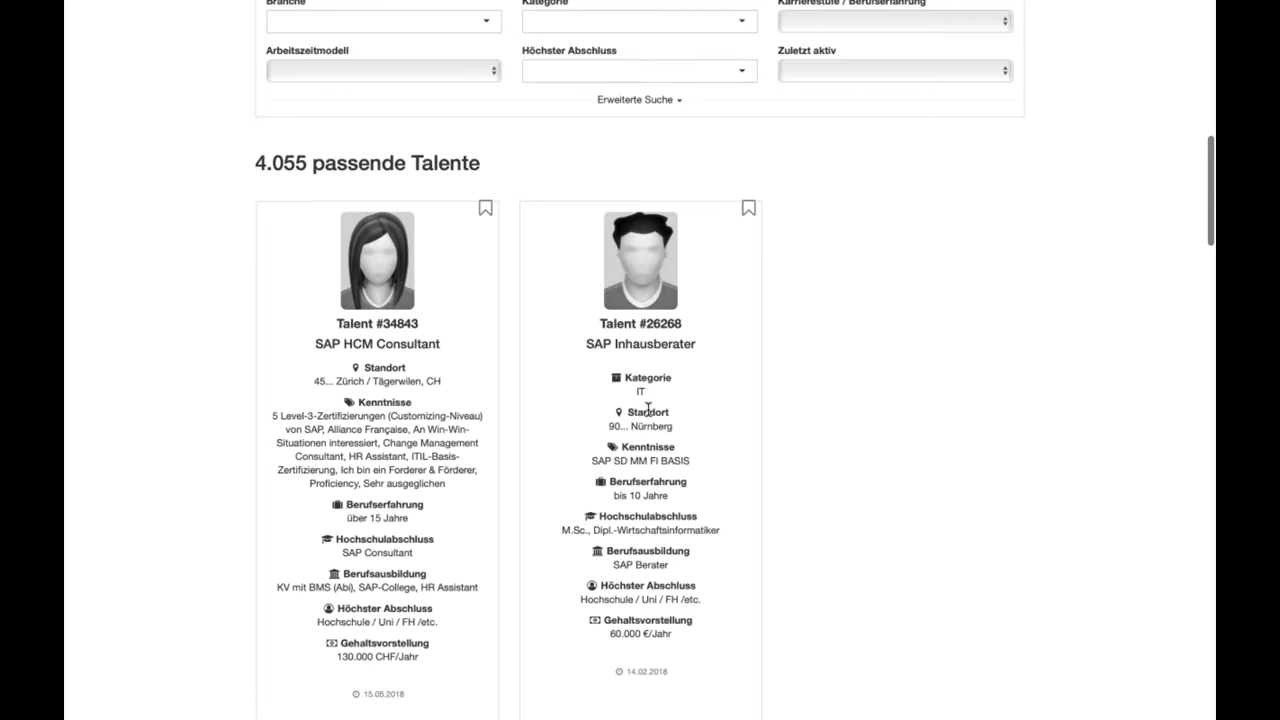 Branche
Kategorie
Karrierestufe / Berufserfahrung
Arbeitszeitmodell
Höchster Abschluss
Zuletzt aktiv
Erweiterte Suche
4.055 passende Talente
Talent #34843
SAP HCM Consultant
Standort
45... Zürich / Tägerwilen, CH
Kenntnisse
5 Level-3-Zertifizierungen (Customizing-Niveau)
von SAP, Alliance Française, An Win-Win-
Situationen interessiert, Change Management
Consultant, HR Assistant, ITIL-Basis-
Zertifizierung, Ich bin ein Forderer & Förderer,
Proficiency, Sehr ausgeglichen
Berufserfahrung
über 15 Jahre
Hochschulabschluss
SAP Consultant
Berufsausbildung
KV mit BMS (Abi), SAP-College, HR Assistant
Höchster Abschluss
Hochschule / Uni / FH /etc.
Gehaltsvorstellung
130.000 CHF/Jahr
15.05.2018
Talent #26268
SAP Inhausberater
Kategorie
IT
Standort
90... Nürnberg
Kenntnisse
SAP SD MM FI BASIS
Berufserfahrung
bis 10 Jahre
Hochschulabschluss
M.Sc., Dipl.-Wirtschaftsinformatiker
Berufsausbildung
SAP Berater
Höchster Abschluss
Hochschule / Uni / FH /etc.
Gehaltsvorstellung
60.000 €/Jahr
14.02.2018